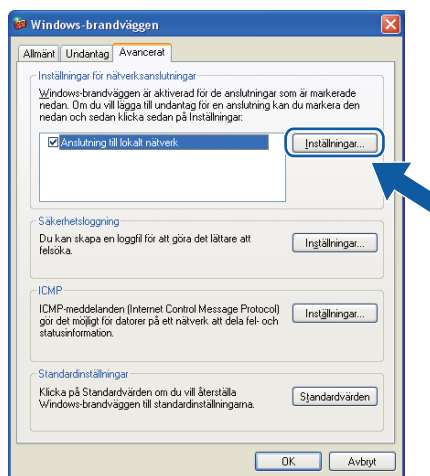 Windows-brandväggen
Allmänt Undantag Avancerat
Inställningar för nätverksanslutningar
Windows-brandväggen är aktiverad för de anslutningar som är markerade
nedan. Om du vill lägga till undantag för en anslutning kan du markera den
nedan och sedan klicka sedan på Inställningar:
Anslutning till lokalt nätverk
Inställningar...
Säkerhetsloggning
Du kan skapa en loggfil för att göra det lättare att
felsöka.
Inställningar...
ICMP
ICMP-meddelanden (Internet Control Message Protocol)
gör det möjligt för datorer på ett nätverk att dela fel- och
statusinformation.
Inställningar...
Standardinställningar
Klicka på Standardvärden om du vill återställa
Windows-brandväggen till standardinställningarna.
Standardvärden
OK Avbryt